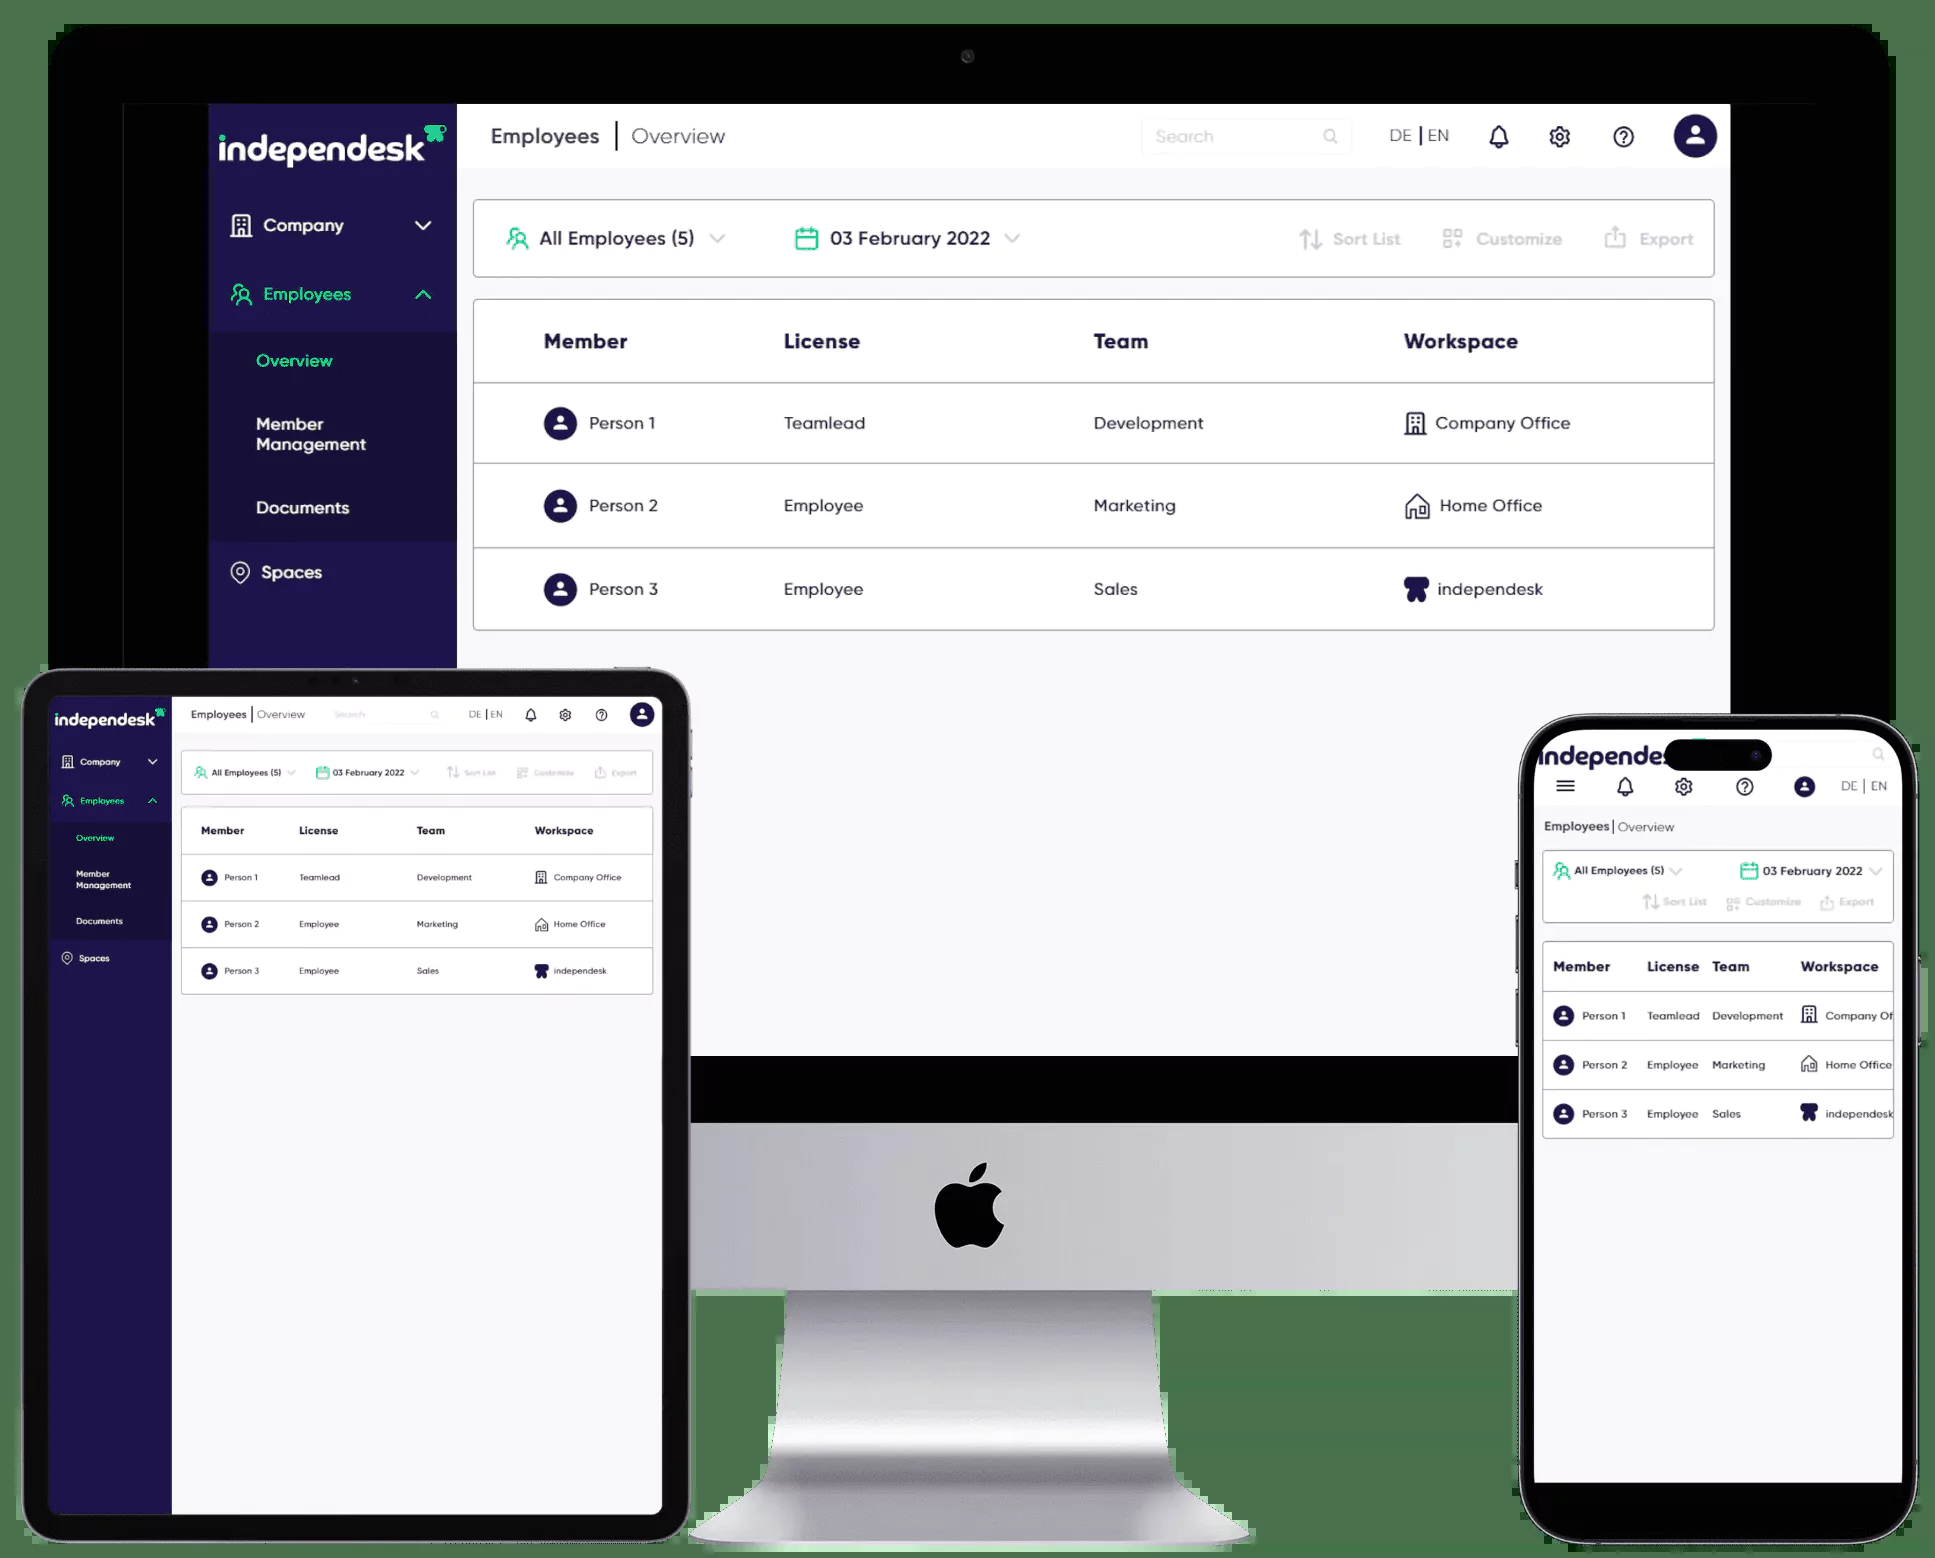 independesk
Employees | Overview
Search
DE | EN
Company
Employees
Overview
Member
Management
Documents
Spaces
All Employees (5)
03 February 2022
Sort List
Customize
Export
Member License Team Workspace
Person 1 Teamlead Development Company Office
Person 2 Employee Marketing Home Office
Person 3 Employee Sales independesk
independesk
Employees | Overview
Search
DE | EN
Company
Employees
Overview
Member
Management
Documents
Spaces
All Employees (5)
03 February 2022
Sort List
Customize
Export
Member License Team Workspace
Person 1 Teamlead Development Company Office
Person 2 Employee Marketing Home Office
Person 3 Employee Sales independesk
independes
DE | EN
Employees | Overview
All Employees (5)
03 February 2022
Sort List
Customize
Export
Member License Team Workspace
Person 1 Teamlead Development Company Of
Person 2 Employee Marketing Home Office
Person 3 Employee Sales independesk